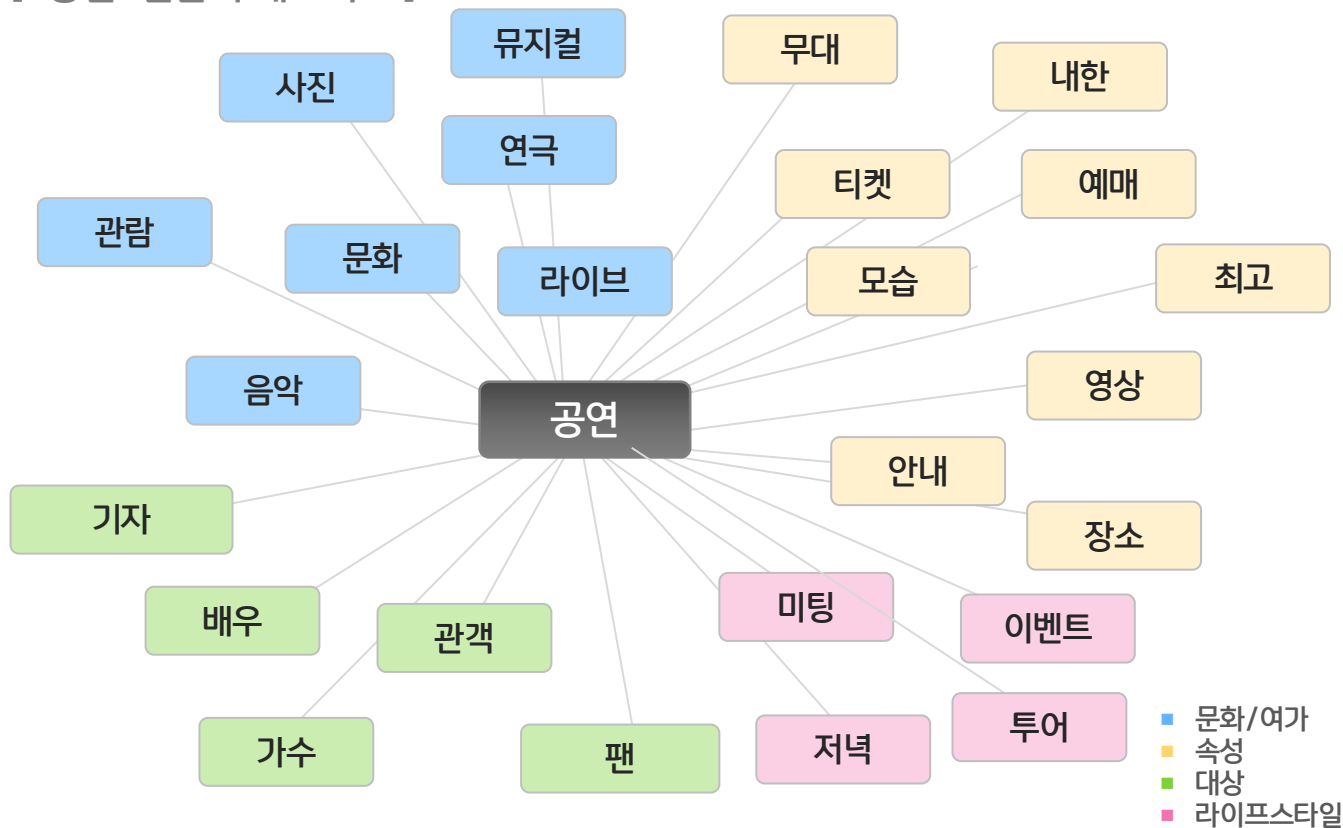 뮤지컬
무대
내한
사진
연극
티켓
예매
관람
문화
라이브
모습
최고
음악
공연
영상
안내
기자
장소
배우
관객
미팅
이벤트
가수
팬
저녁
투어
문화/여가
속성
대상
라이프스타일